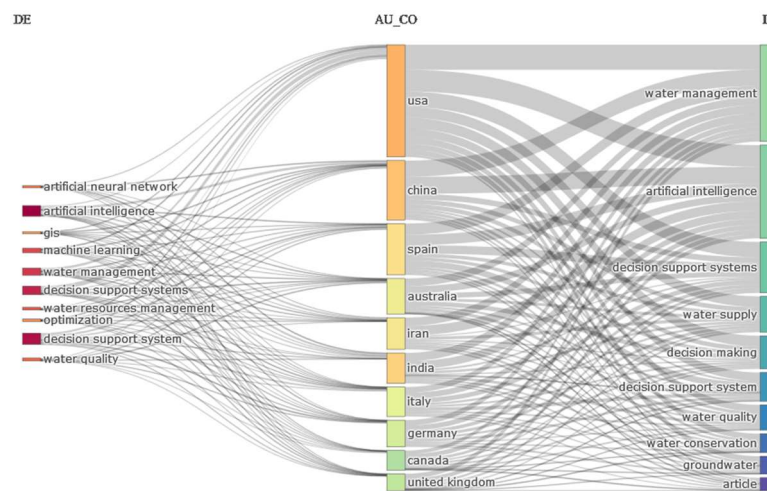 DE
AU_CO
artificial neural network
artificial intelligence
gis
machine learning
water management
decision support systems
water resources management
optimization
decision support system
water quality
usa
china
spain
australia
iran
india
italy
germany
canada
united kingdom
water management
artificial intelligence
decision support systems
water supply
decision making
decision support system
water quality
water conservation
groundwater
article